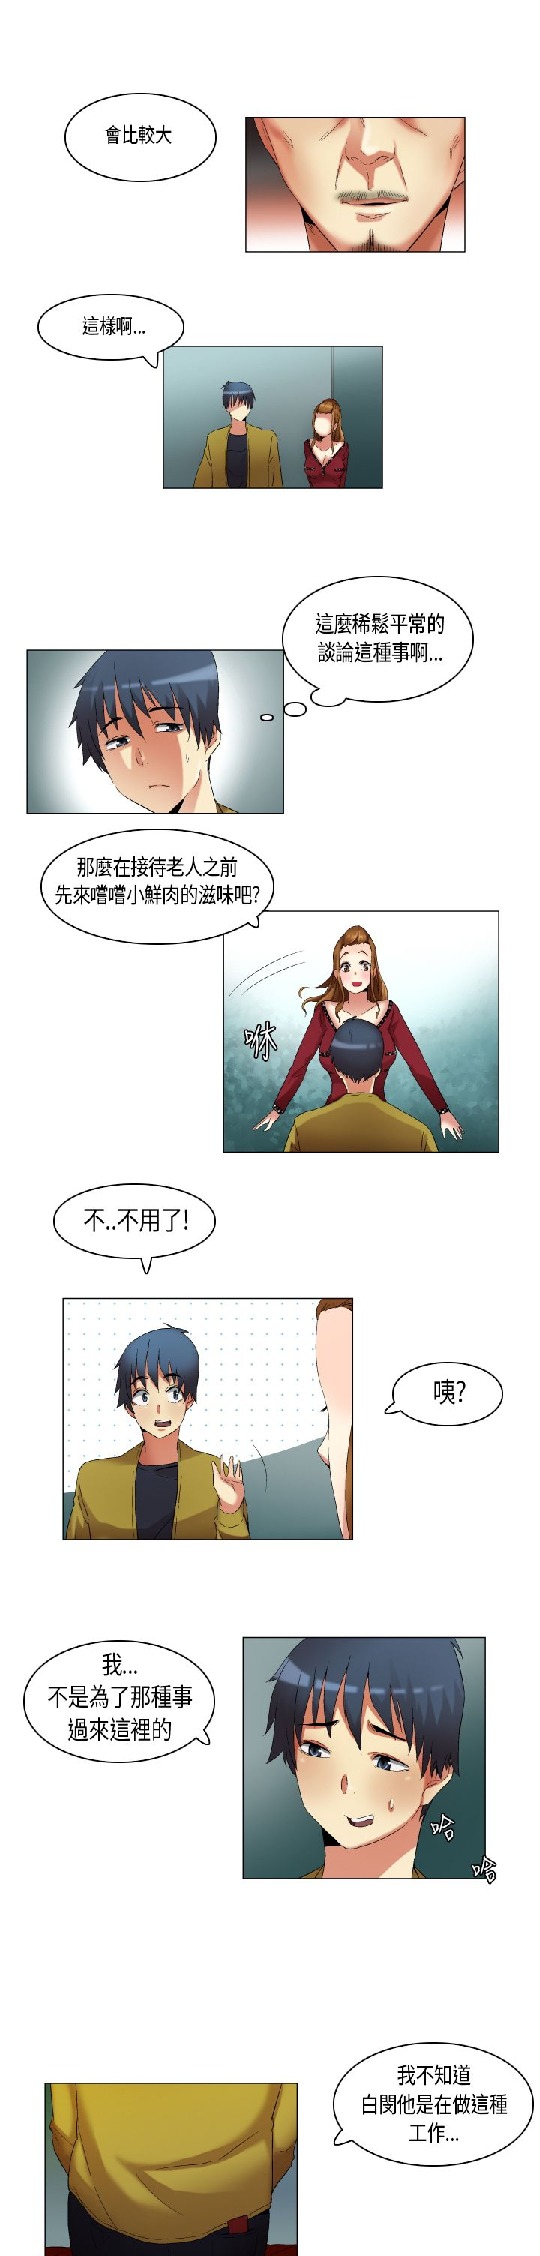 會比較大
這樣啊...
這麼稀鬆平常的
談論這種事啊...
那麼在接待老人之前
先來嚐嚐小鮮肉的滋味吧?
咻
不..不用了!
咦?
我...
不是為了那種事
過來這裡的
哈
哈
我不知道
白閔他是在做這種
工作...